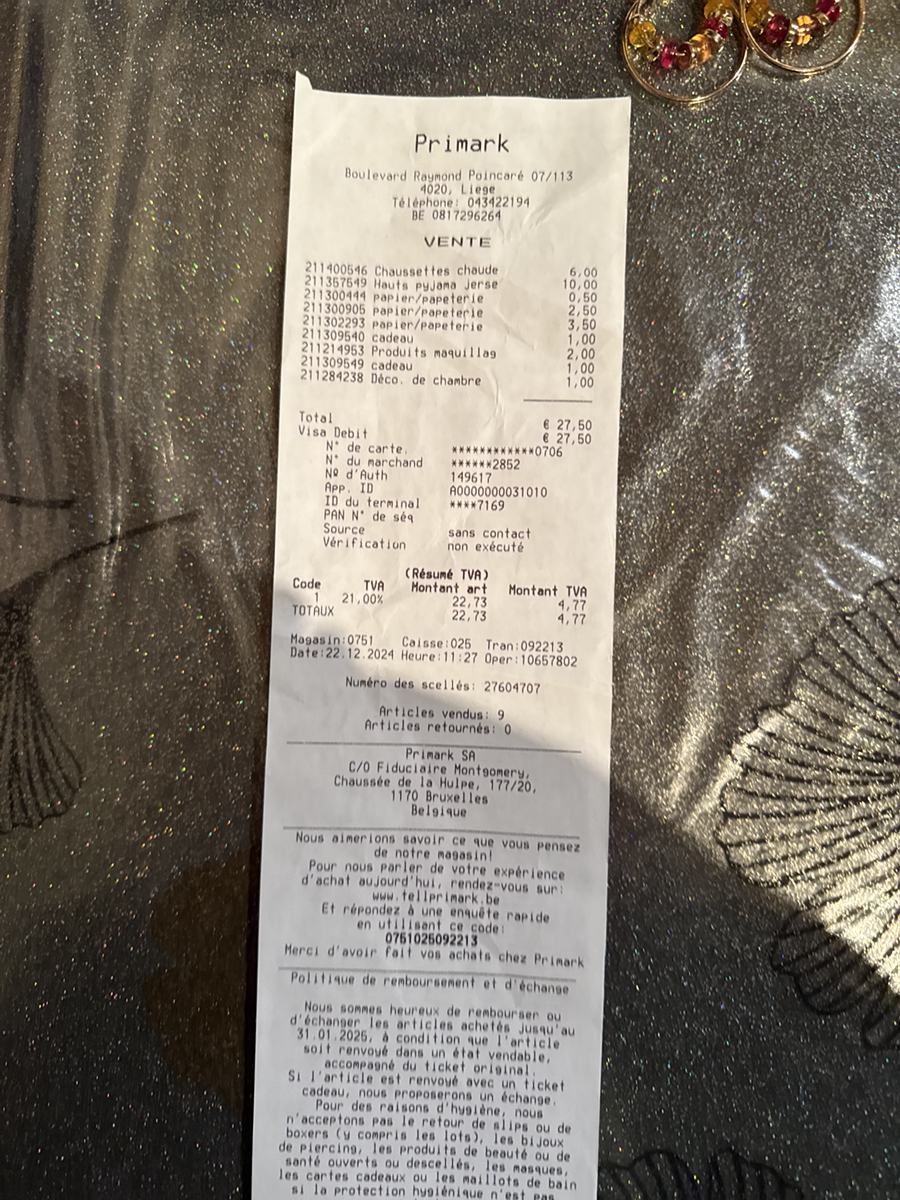 Primark
Boulevard Raymond Poincaré 07/113
4020, Liege
Téléphone: 043422194
BE 0817296264
VENTE
211400546 Chaussettes chaude 6,00
211357649 Hauts pyjama jerse 10,00
211300444 papier/papeterie 0,50
211300905 papier/papeterie 2,50
211302293 papier/papeterie 3,50
211309540 cadeau 1,00
211214953 Produits maquillag 2,00
211309549 cadeau 1,00
211284238 Déco. de chambre 1,00
Total € 27,50
Visa Debit € 27,50
N° de carte. ************0706
N° du marchand ******2852
Nº d'Auth 149617
App. ID A0000000031010
ID du terminal ****7169
PAN N° de séq
Source sans contact
Vérification non exécuté
(Résumé TVA)
Code TVA Montant art Montant TVA
1 21,00% 22,73 4,77
TOTAUX 22,73 4,77
Magasin:0751 Caisse:025 Tran:092213
Date:22.12.2024 Heure:11:27 Oper:10657802
Numéro des scellés: 27604707
Articles vendus: 9
Articles retournés: 0
Primark SA
C/O Fiduciaire Montgomery,
Chaussée de la Hulpe, 177/20,
1170 Bruxelles
Belgique
Nous aimerions savoir ce que vous pensez
de notre magasin!
Pour nous parler de votre expérience
d'achat aujourd'hui, rendez-vous sur:
www.tellprimark.be
Et répondez à une enquête rapide
en utilisant ce code:
0751025092213
Merci d'avoir fait vos achats chez Primark
Politique de remboursement et d'échange
Nous sommes heureux de rembourser ou
d'échanger les articles achetés jusqu'au
31.01.2025, à condition que l'article
soit renvoyé dans un état vendable,
accompagné du ticket original.
Si l'article est renvoyé avec un ticket
cadeau, nous proposerons un échange.
Pour des raisons d'hygiène, nous
n'acceptons pas le retour de slips ou de
boxers (y compris les lots), les bijoux
de piercing, les produits de beauté ou de
santé ouverts ou descellés, les masques,
les cartes cadeaux ou les maillots de bain
si la protection hygiénique n'est pas